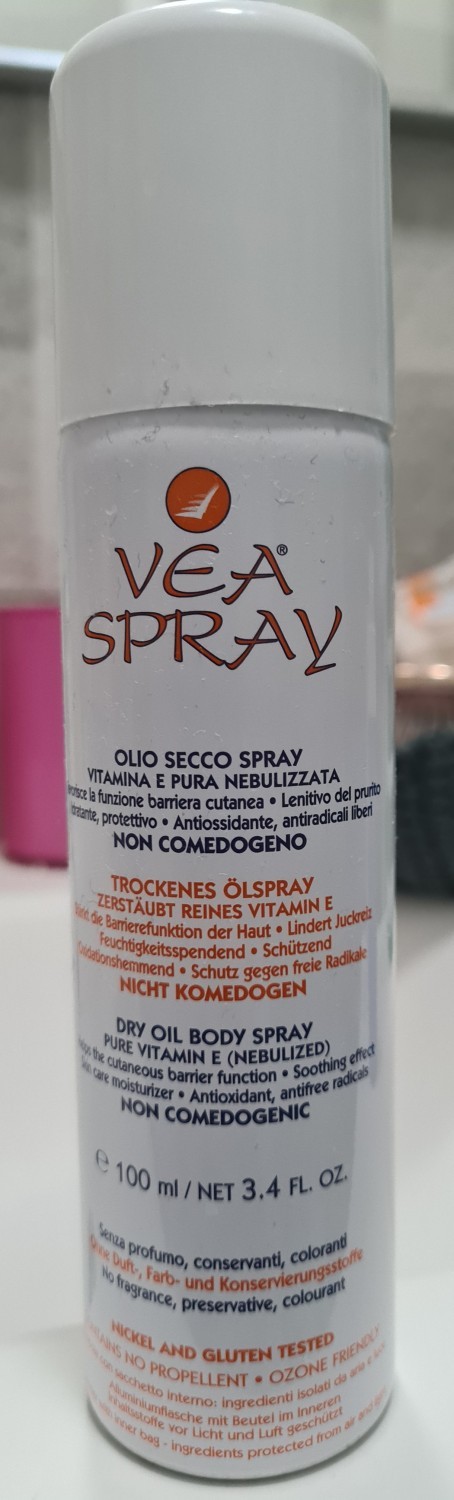 VEA®
SPRAY
OLIO SECCO SPRAY
VITAMINA E PURA NEBULIZZATA
la funzione barriera cutanea • Lenitivo del prurito
protettivo • Antiossidante, antiradicali liberi
NON COMEDOGENO
TROCKENES ÖLSPRAY
ZERSTÄUBT REINES VITAMIN E
die Barrierefunktion der Haut • Lindert Juckreiz
Feuchtigkeitsspendend • Schützend
Oxidationshemmend • Schutz gegen freie Radikale
NICHT KOMEDOGEN
DRY OIL BODY SPRAY
PURE VITAMIN E (NEBULIZED)
the cutaneous barrier function • Soothing effect
Skin care moisturizer • Antioxidant, antifree radicals
NON COMEDOGENIC
℮ 100 ml / NET 3.4 FL. OZ.
Senza profumo, conservanti, coloranti
Ohne Duft-, Farb- und Konservierungsstoffe
No fragrance, preservative, colourant
NICKEL AND GLUTEN TESTED
NO PROPELLENT • OZONE FRIENDLY
con sacchetto interno: ingredienti isolati da aria e
Aluminiumflasche mit Beutel im Inneren
Inhaltsstoffe vor Licht und Luft geschützt
inner bag - ingredients protected from air and